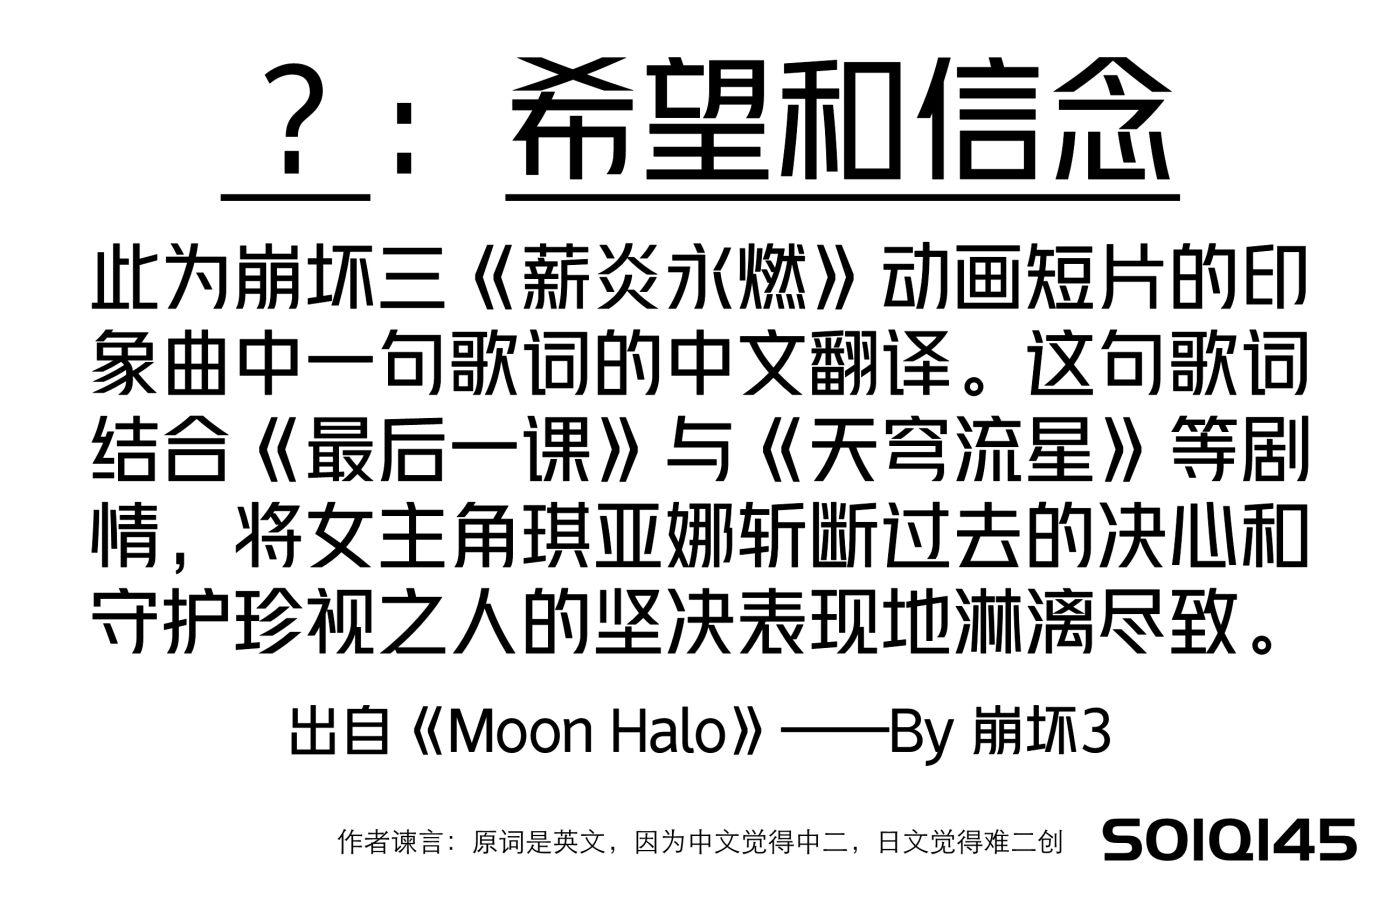 ？：希望和信念
此为崩坏三《薪炎永燃》动画短片的印
象曲中一句歌词的中文翻译。这句歌词
结合《最后一课》与《天穹流星》等剧
情，将女主角琪亚娜斩断过去的决心和
守护珍视之人的坚决表现地淋漓尽致。
出自《Moon Halo》——By 崩坏3
作者谏言：原词是英文，因为中文觉得中二，日文觉得难二创
SOIQI45